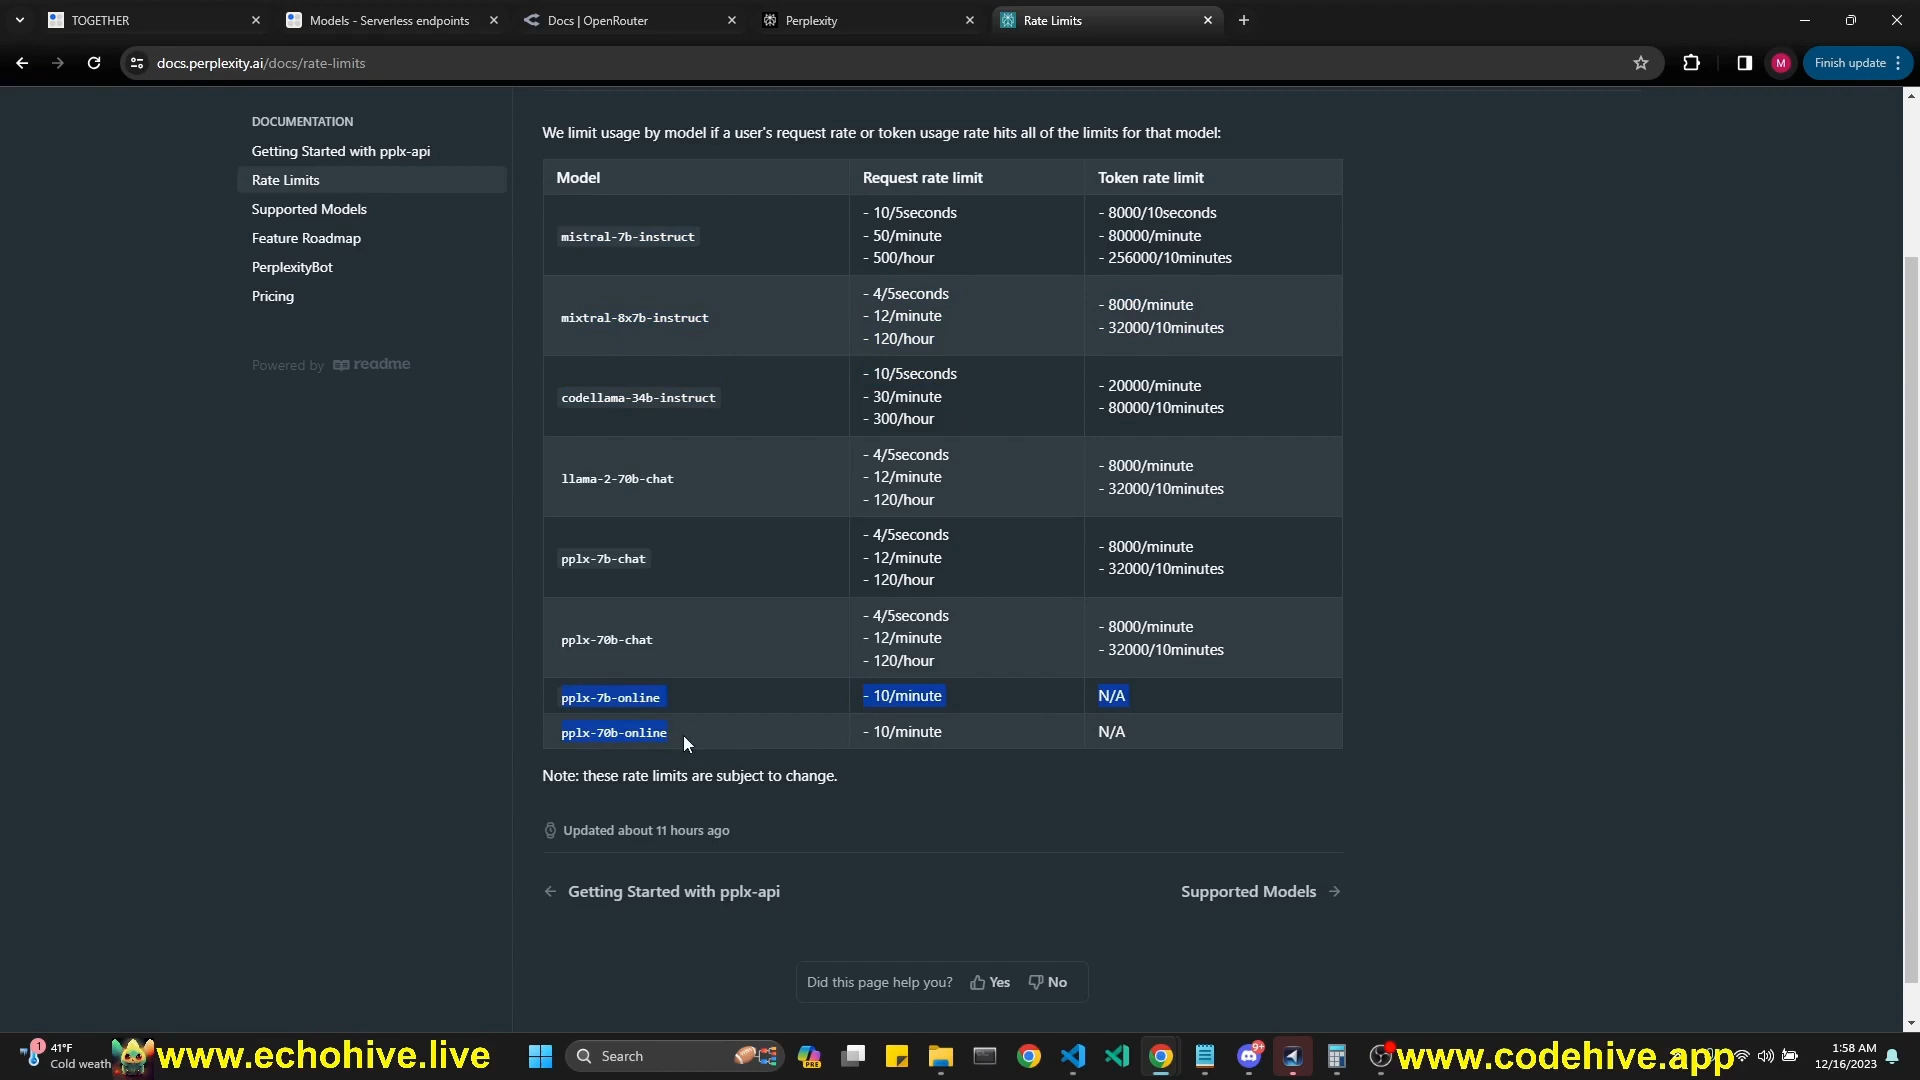 TOGETHER
Models - Serverless endpoints
Docs | OpenRouter
Perplexity
Rate Limits
docs.perplexity.ai/docs/rate-limits
M
Finish update
DOCUMENTATION
Getting Started with pplx-api
Rate Limits
Supported Models
Feature Roadmap
PerplexityBot
Pricing
Powered by readme
We limit usage by model if a user's request rate or token usage rate hits all of the limits for that model:
Model Request rate limit Token rate limit
mistral-7b-instruct
- 10/5seconds
- 50/minute
- 500/hour
- 8000/10seconds
- 80000/minute
- 256000/10minutes
mixtral-8x7b-instruct
- 4/5seconds
- 12/minute
- 120/hour
- 8000/minute
- 32000/10minutes
codellama-34b-instruct
- 10/5seconds
- 30/minute
- 300/hour
- 20000/minute
- 80000/10minutes
llama-2-70b-chat
- 4/5seconds
- 12/minute
- 120/hour
- 8000/minute
- 32000/10minutes
pplx-7b-chat
- 4/5seconds
- 12/minute
- 120/hour
- 8000/minute
- 32000/10minutes
pplx-70b-chat
- 4/5seconds
- 12/minute
- 120/hour
- 8000/minute
- 32000/10minutes
pplx-7b-online - 10/minute N/A
pplx-70b-online - 10/minute N/A
Note: these rate limits are subject to change.
Updated about 11 hours ago
Getting Started with pplx-api
Supported Models
Did this page help you? Yes No
1
41°F
Cold weath
www.echohive.live
Search
PRE
9+
www.codehive.app
1:58 AM
12/16/2023